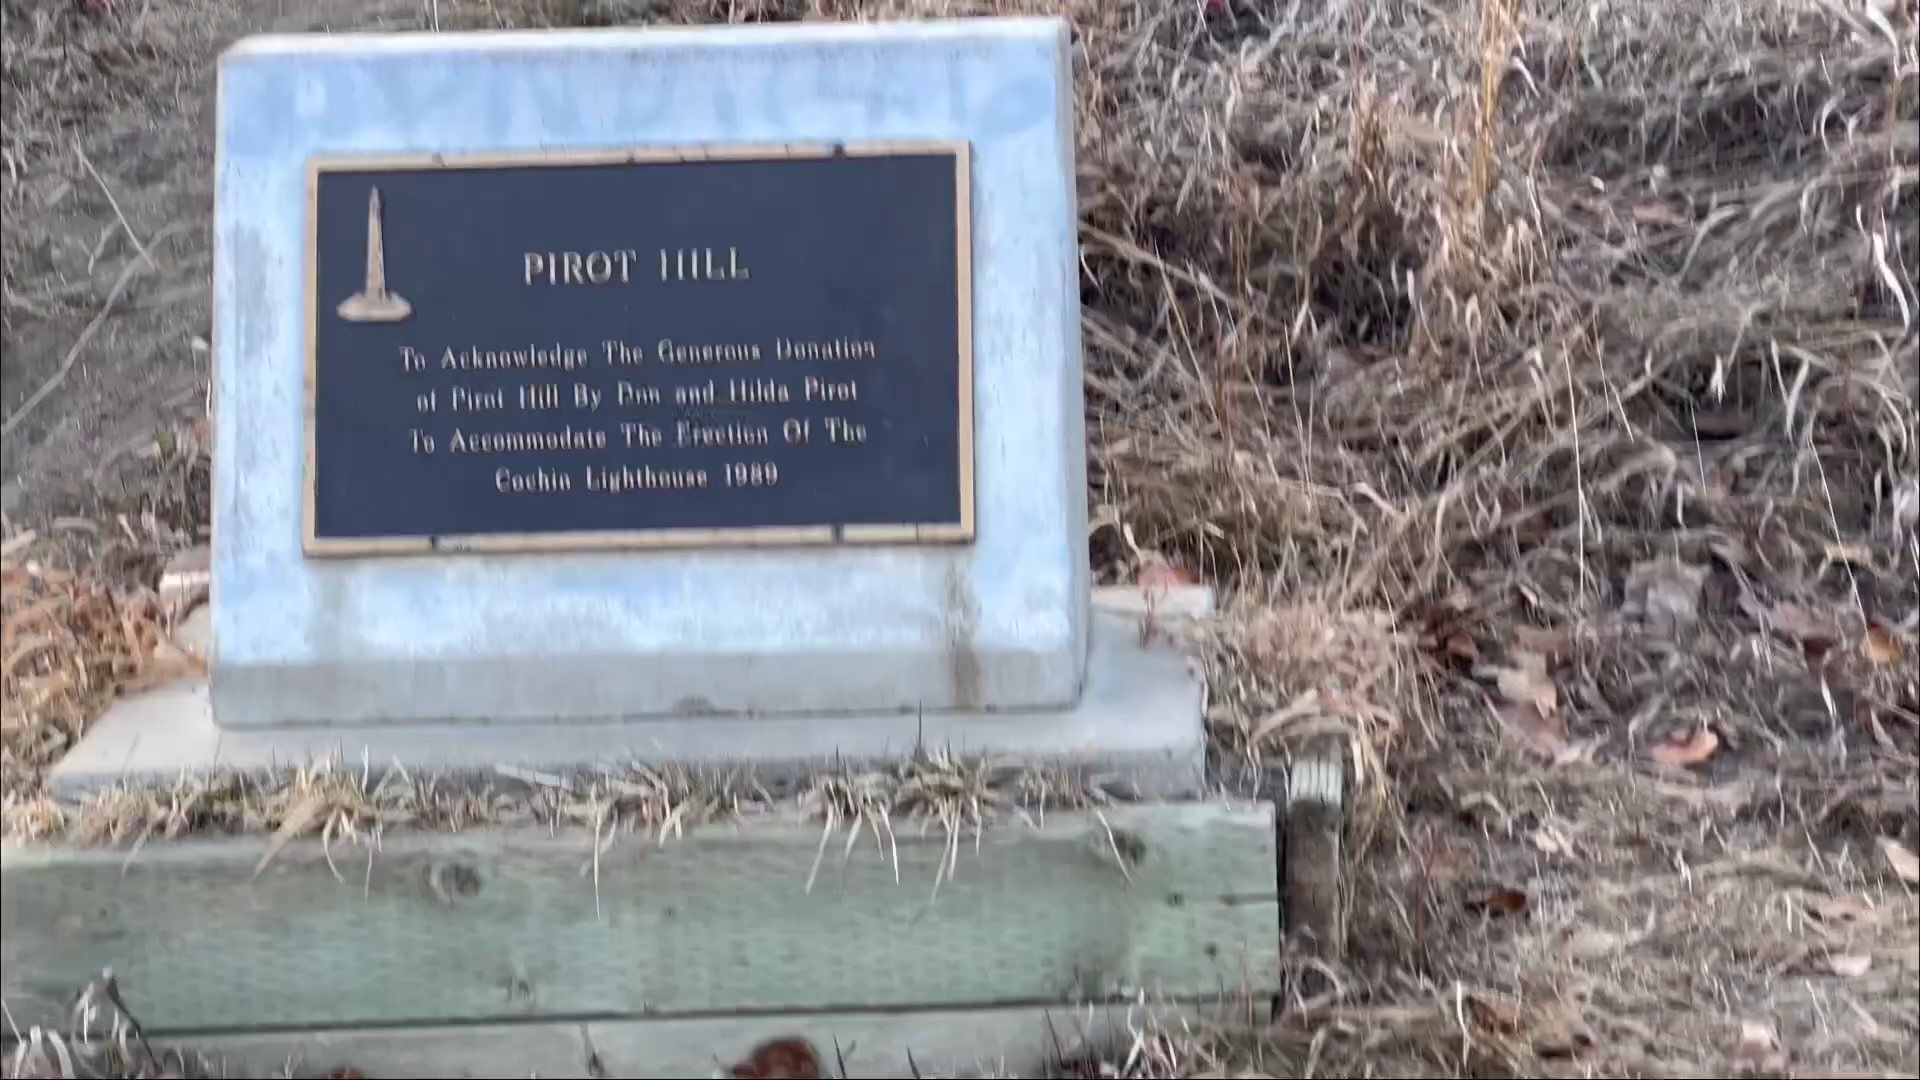 PIROT HILL
To Acknowledge The Generous Donation
of Pirot Hill By Don and Hilda Pirot
To Accommodate The Erection Of The
Cochin Lighthouse 1989